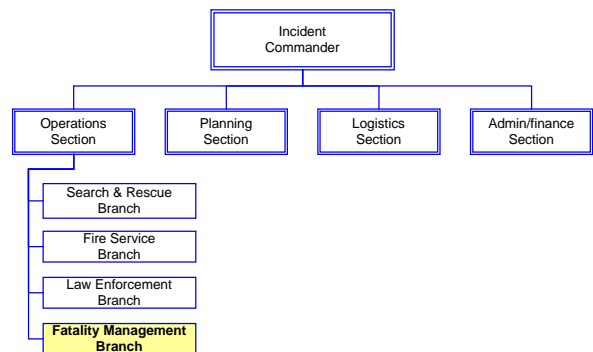 Incident
Commander
Operations
Section
Planning
Section
Logistics
Section
Admin/finance
Section
Search & Rescue
Branch
Fire Service
Branch
Law Enforcement
Branch
Fatality Management
Branch